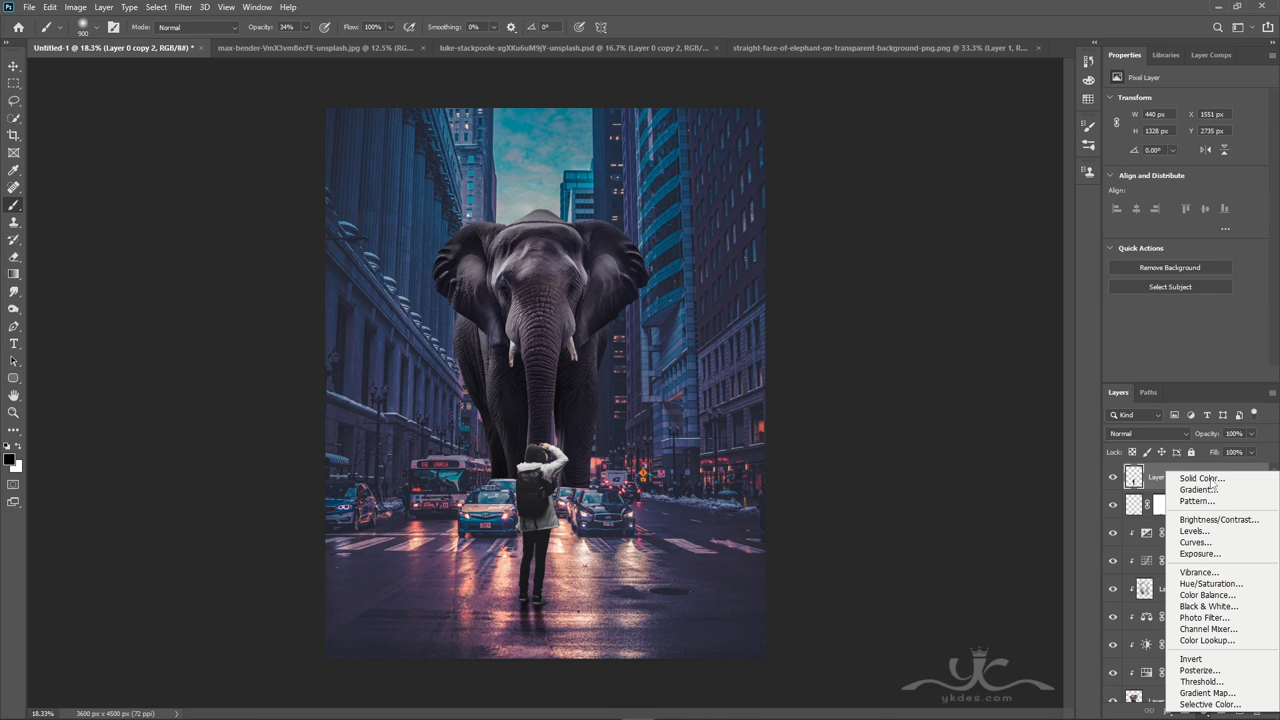 File Edit Image Layer Type Select Filter 3D View Window Help
900 Mode: Normal Opacity: 34% Flow: 100% Smoothing: 0% 0°
Untitled-1 @ 18.3% (Layer 0 copy 2, RGB/8#) * ×
max-bender-VmX3vmBecFE-unsplash.jpg @ 12.5% (RG... ×
luke-stackpoole-xgXKu6uM9jY-unsplash.psd @ 16.7% (Layer 0 copy 2, RGB/... ×
straight-face-of-elephant-on-transparent-background-png.png @ 33.3% (Layer 1, R... ×
Properties Libraries Layer Comps
Pixel Layer
Transform
W 440 px X 1551 px
H 1328 px Y 2735 px
0.00°
Align and Distribute
Align:
Quick Actions
Remove Background
Select Subject
Layers Paths
Kind
Normal Opacity: 100%
Lock: Fill: 100%
Layer
Solid Color...
Gradient...
Pattern...
Brightness/Contrast...
Levels...
Curves...
Exposure...
Vibrance...
Hue/Saturation...
Color Balance...
Black & White...
Photo Filter...
Channel Mixer...
Color Lookup...
Invert
Posterize...
Threshold...
Gradient Map...
Selective Color...
La
Layer
ykdes.com
18.33% 3600 px x 4500 px (72 ppi)